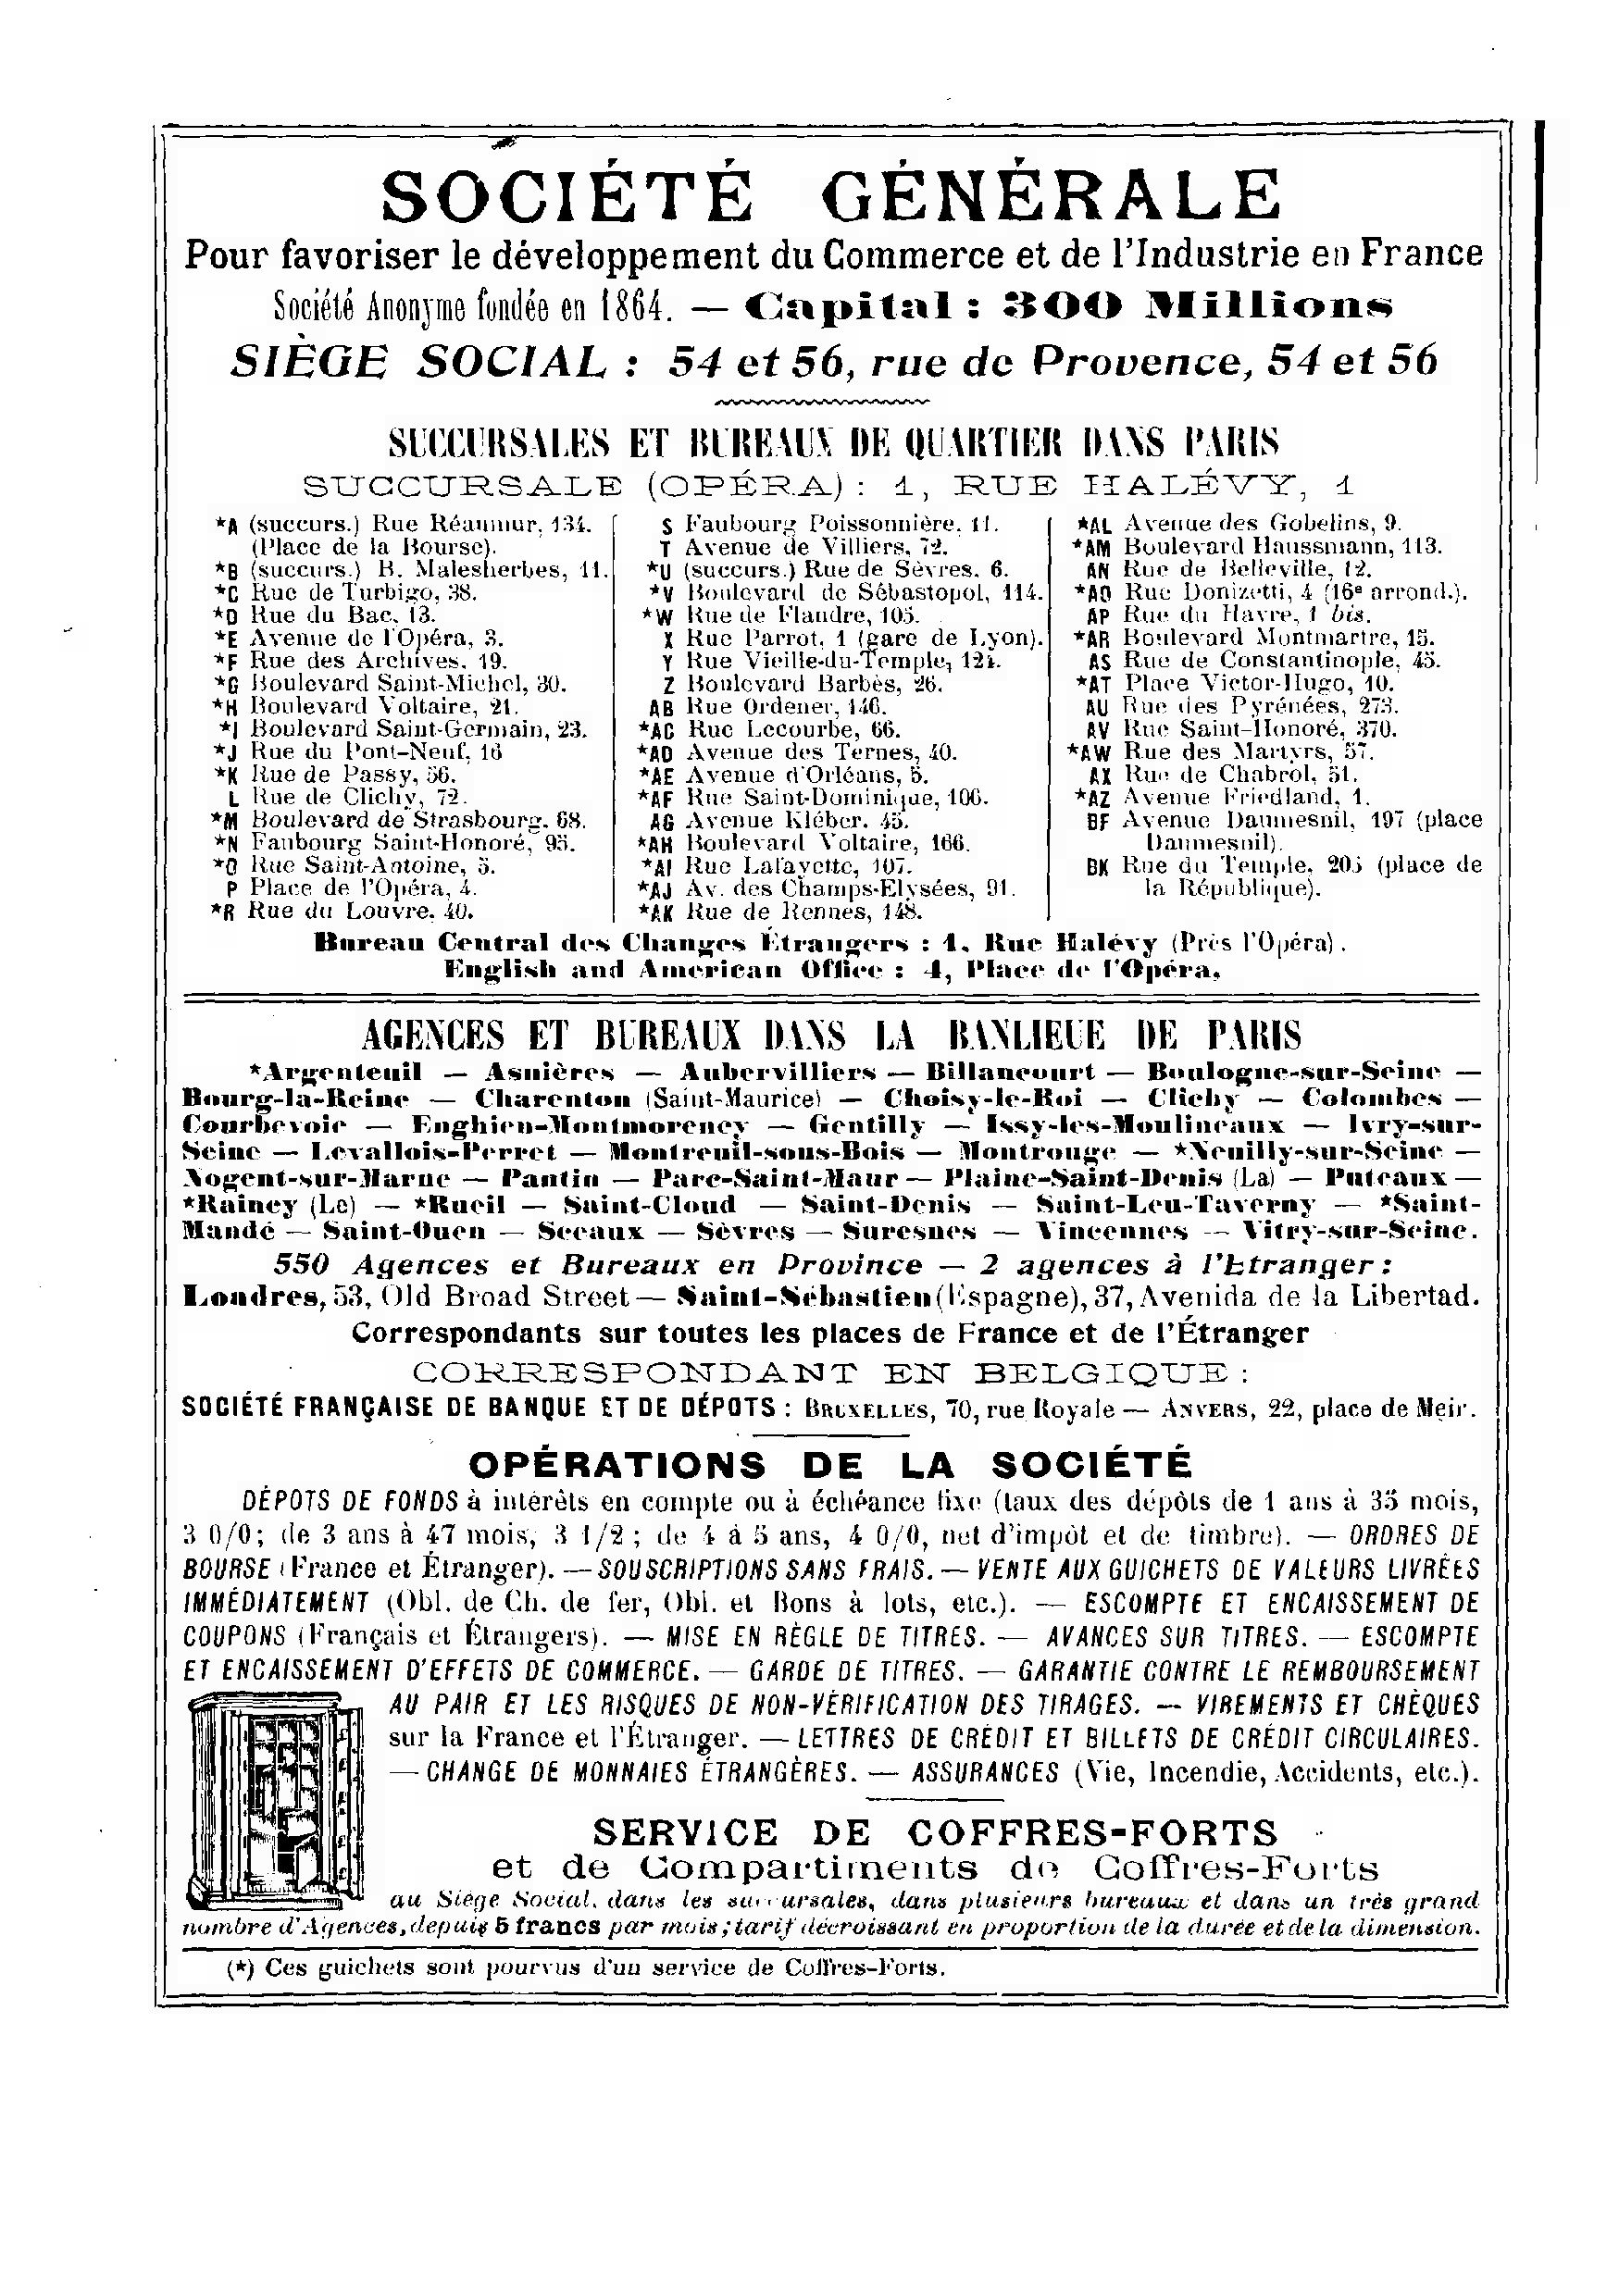 SOCIÉTÉ GÉNÉRALE
Pour favoriser le développement du Commerce et de l'Industrie en France
Société Anonyme fondée en 1864. — Capital : 300 Millions
SIÈGE SOCIAL : 54 et 56, rue de Provence, 54 et 56
SUCCURSALES ET BUREAUX DE QUARTIER DANS PARIS
SUCCURSALE (OPÉRA) : 1, RUE HALÉVY, 1
*A (succurs.) Rue Réaumur, 134.
(Place de la Bourse).
*B (succurs.) B. Malesherbes, 11.
*C Rue de Turbigo, 38.
*D Rue du Bac, 13.
*E Avenue de l'Opéra, 3.
*F Rue des Archives, 19.
*G Boulevard Saint-Michel, 30.
*H Boulevard Voltaire, 21.
*I Boulevard Saint-Germain, 23.
*J Rue du Pont-Neuf, 16
*K Rue de Passy, 56.
L Rue de Clichy, 72.
*M Boulevard de Strasbourg, 68.
*N Faubourg Saint-Honoré, 93.
*O Rue Saint-Antoine, 5.
P Place de l'Opéra, 4.
*R Rue du Louvre, 40.
S Faubourg Poissonnière, 11.
T Avenue de Villiers, 72.
*U (succurs.) Rue de Sèvres, 6.
*V Boulevard de Sébastopol, 114.
*W Rue de Flandre, 105.
X Rue Parrot, 1 (gare de Lyon).
Y Rue Vieille-du-Temple, 124.
Z Boulevard Barbès, 26.
AB Rue Ordener, 146.
*AC Rue Lecourbe, 66.
*AD Avenue des Ternes, 40.
*AE Avenue d'Orléans, 5.
*AF Rue Saint-Dominique, 106.
AG Avenue Kléber, 45.
*AH Boulevard Voltaire, 166.
*AI Rue Lafayette, 107.
*AJ Av. des Champs-Elysées, 91.
*AK Rue de Rennes, 148.
*AL Avenue des Gobelins, 9.
*AM Boulevard Haussmann, 113.
AN Rue de Belleville, 12.
*AO Rue Donizetti, 4 (16e arrond.).
AP Rue du Havre, 1 bis.
*AR Boulevard Montmartre, 15.
AS Rue de Constantinople, 45.
*AT Place Victor-Hugo, 10.
AU Rue des Pyrénées, 273.
AV Rue Saint-Honoré, 370.
*AW Rue des Martyrs, 57.
AX Rue de Chabrol, 51.
*AZ Avenue Friedland, 1.
BF Avenue Daumesnil, 197 (place
Daumesnil).
BK Rue du Temple, 205 (place de
la République).
Bureau Central des Changes Étrangers : 1, Rue Halévy (Près l'Opéra).
English and American Office : 4, Place de l'Opéra,
AGENCES ET BUREAUX DANS LA BANLIEUE DE PARIS
*Argenteuil — Asnières — Aubervilliers — Billancourt — Boulogne-sur-Seine —
Bourg-la-Reine — Charenton (Saint-Maurice) — Choisy-le-Roi — Clichy — Colombes —
Courbevoie — Enghien-Montmorency — Gentilly — Issy-les-Moulineaux — Ivry-sur-
Seine — Levallois-Perret — Montreuil-sous-Bois — Montrouge — *Neuilly-sur-Seine —
Nogent-sur-Marne — Pantin — Parc-Saint-Maur — Plaine-Saint-Denis (La) — Puteaux —
*Rainey (Le) — *Rueil — Saint-Cloud — Saint-Denis — Saint-Leu-Taverny — *Saint-
Mandé — Saint-Ouen — Sceaux — Sèvres — Suresnes — Vincennes — Vitry-sur-Seine.
550 Agences et Bureaux en Province — 2 agences à l'Etranger :
Londres, 53, Old Broad Street — Saint-Sébastien (Espagne), 37, Avenida de la Libertad.
Correspondants sur toutes les places de France et de l'Étranger
CORRESPONDANT EN BELGIQUE :
SOCIÉTÉ FRANÇAISE DE BANQUE ET DE DÉPOTS : BRUXELLES, 70, rue Royale — ANVERS, 22, place de Meir.
OPÉRATIONS DE LA SOCIÉTÉ
DÉPOTS DE FONDS à intérêts en compte ou à échéance fixe (taux des dépôts de 1 ans à 35 mois,
3 0/0; de 3 ans à 47 mois, 3 1/2 ; de 4 à 5 ans, 4 0/0, net d'impôt et de timbre). — ORDRES DE
BOURSE (France et Étranger). — SOUSCRIPTIONS SANS FRAIS. — VENTE AUX GUICHETS DE VALEURS LIVRÉES
IMMÉDIATEMENT (Obl. de Ch. de fer, Obl. et Bons à lots, etc.). — ESCOMPTE ET ENCAISSEMENT DE
COUPONS (Français et Étrangers). — MISE EN RÈGLE DE TITRES. — AVANCES SUR TITRES. — ESCOMPTE
ET ENCAISSEMENT D'EFFETS DE COMMERCE. — GARDE DE TITRES. — GARANTIE CONTRE LE REMBOURSEMENT
AU PAIR ET LES RISQUES DE NON-VÉRIFICATION DES TIRAGES. — VIREMENTS ET CHÈQUES
sur la France et l'Étranger. — LETTRES DE CRÉDIT ET BILLETS DE CRÉDIT CIRCULAIRES.
— CHANGE DE MONNAIES ÉTRANGÈRES. — ASSURANCES (Vie, Incendie, Accidents, etc.).
SERVICE DE COFFRES-FORTS
et de Compartiments de Coffres-Forts
au Siège Social, dans les succursales, dans plusieurs bureaux et dans un très grand
nombre d'Agences, depuis 5 francs par mois ; tarif décroissant en proportion de la durée et de la dimension.
(*) Ces guichets sont pourvus d'un service de Coffres-Forts.